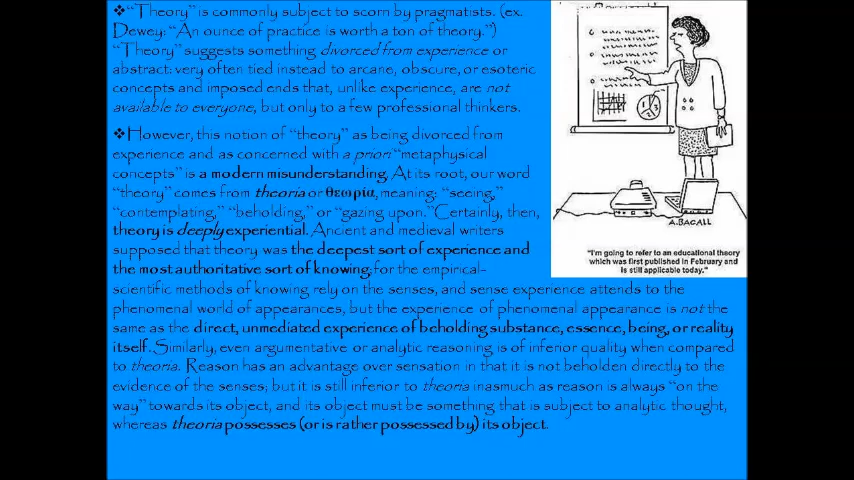 ❖“Theory” is commonly subject to scorn by pragmatists. (ex.
Dewey: “An ounce of practice is worth a ton of theory.”)
“Theory” suggests something divorced from experience or
abstract: very often tied instead to arcane, obscure, or esoteric
concepts and imposed ends that, unlike experience, are not
available to everyone, but only to a few professional thinkers.
❖However, this notion of “theory” as being divorced from
experience and as concerned with a priori “metaphysical
concepts” is a modern misunderstanding. At its root, our word
“theory” comes from theoria or θεωρία, meaning: “seeing,”
“contemplating,” “beholding,” or “gazing upon.” Certainly, then,
theory is deeply experiential. Ancient and medieval writers
supposed that theory was the deepest sort of experience and
the most authoritative sort of knowing: for the empirical-
scientific methods of knowing rely on the senses, and sense experience attends to the
phenomenal world of appearances, but the experience of phenomenal appearance is not the
same as the direct, unmediated experience of beholding substance, essence, being, or reality
itself. Similarly, even argumentative or analytic reasoning is of inferior quality when compared
to theoria. Reason has an advantage over sensation in that it is not beholden directly to the
evidence of the senses; but it is still inferior to theoria inasmuch as reason is always “on the
way” towards its object, and its object must be something that is subject to analytic thought,
whereas theoria possesses (or is rather possessed by) its object.
A.BACALL
"I'm going to refer to an educational theory
which was first published in February and
is still applicable today."